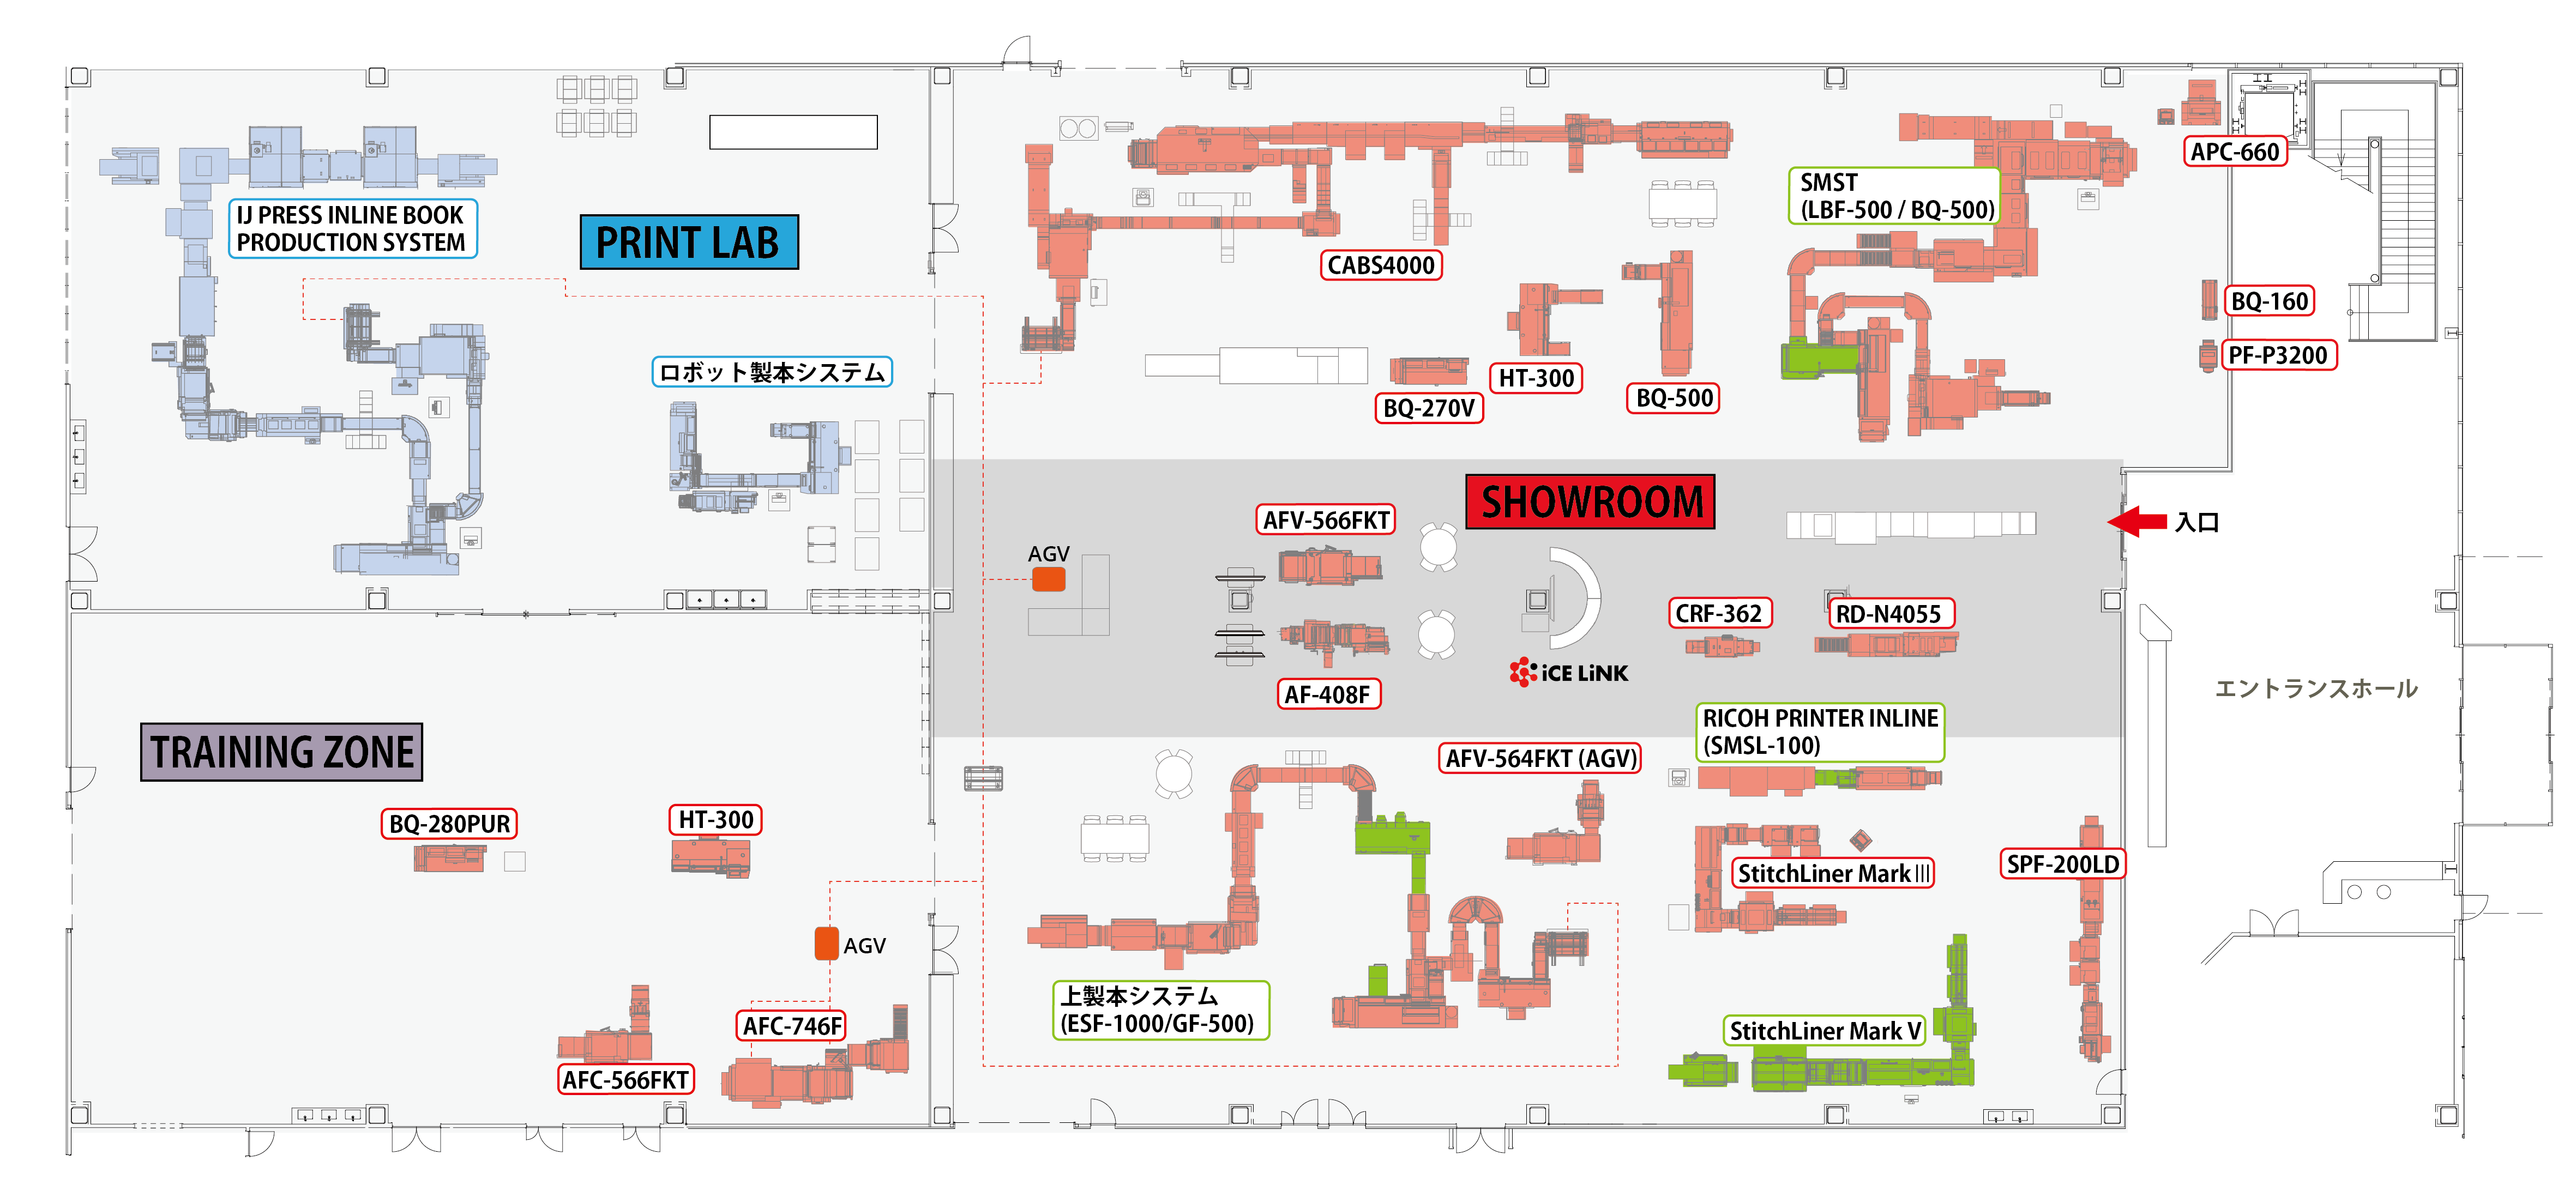 IJ PRESS INLINE BOOK
PRODUCTION SYSTEM
PRINT LAB
ロボット製本システム
CABS4000
SMST
(LBF-500 / BQ-500)
APC-660
BQ-160
PF-P3200
HT-300
BQ-270V
BQ-500
SHOWROOM
入口
AFV-566FKT
AGV
AF-408F
iCE LiNK
CRF-362
RD-N4055
エントランスホール
RICOH PRINTER INLINE
(SMSL-100)
AFV-564FKT (AGV)
TRAINING ZONE
BQ-280PUR
HT-300
StitchLiner MarkⅢ
SPF-200LD
AGV
上製本システム
(ESF-1000/GF-500)
AFC-746F
AFC-566FKT
StitchLiner Mark V